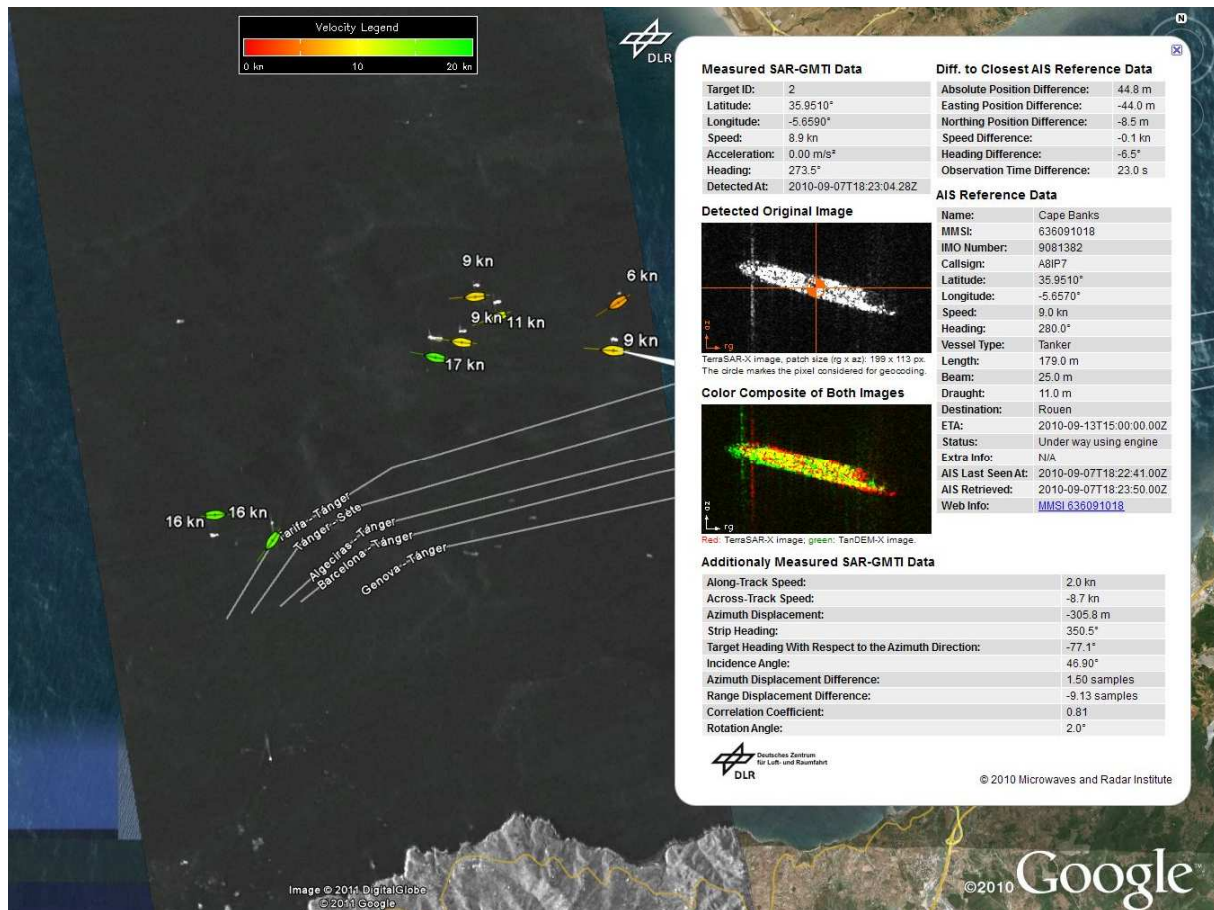 Velocity Legend
0 kn 10 20 kn
DLR
N
9 kn
6 kn
9 kn 11 kn
9 kn
17 kn
16 kn 16 kn
Tarifa--Tánger
Tánger--Séte
Algeciras--Tánger
Barcelona--Tánger
Genova--Tánger
Measured SAR-GMTI Data
Target ID: 2
Latitude: 35.9510°
Longitude: -5.6590°
Speed: 8.9 kn
Acceleration: 0.00 m/s²
Heading: 273.5°
Detected At: 2010-09-07T18:23:04.28Z
Detected Original Image
az
rg
TerraSAR-X image, patch size (rg x az): 199 x 113 px.
The circle marks the pixel considered for geocoding.
Color Composite of Both Images
az
rg
Red: TerraSAR-X image; green: TanDEM-X image.
Diff. to Closest AIS Reference Data
Absolute Position Difference: 44.8 m
Easting Position Difference: -44.0 m
Northing Position Difference: -8.5 m
Speed Difference: -0.1 kn
Heading Difference: -6.5°
Observation Time Difference: 23.0 s
AIS Reference Data
Name: Cape Banks
MMSI: 636091018
IMO Number: 9081382
Callsign: A8IP7
Latitude: 35.9510°
Longitude: -5.6570°
Speed: 9.0 kn
Heading: 280.0°
Vessel Type: Tanker
Length: 179.0 m
Beam: 25.0 m
Draught: 11.0 m
Destination: Rouen
ETA: 2010-09-13T15:00:00.00Z
Status: Under way using engine
Extra Info: N/A
AIS Last Seen At: 2010-09-07T18:22:41.00Z
AIS Retrieved: 2010-09-07T18:23:50.00Z
Web Info: MMSI 636091018
Additionaly Measured SAR-GMTI Data
Along-Track Speed: 2.0 kn
Across-Track Speed: -8.7 kn
Azimuth Displacement: -305.8 m
Strip Heading: 350.5°
Target Heading With Respect to the Azimuth Direction: -77.1°
Incidence Angle: 46.90°
Azimuth Displacement Difference: 1.50 samples
Range Displacement Difference: -9.13 samples
Correlation Coefficient: 0.81
Rotation Angle: 2.0°
Deutsches Zentrum
für Luft- und Raumfahrt
DLR
© 2010 Microwaves and Radar Institute
Image © 2011 DigitalGlobe
© 2011 Google
©2010 Google